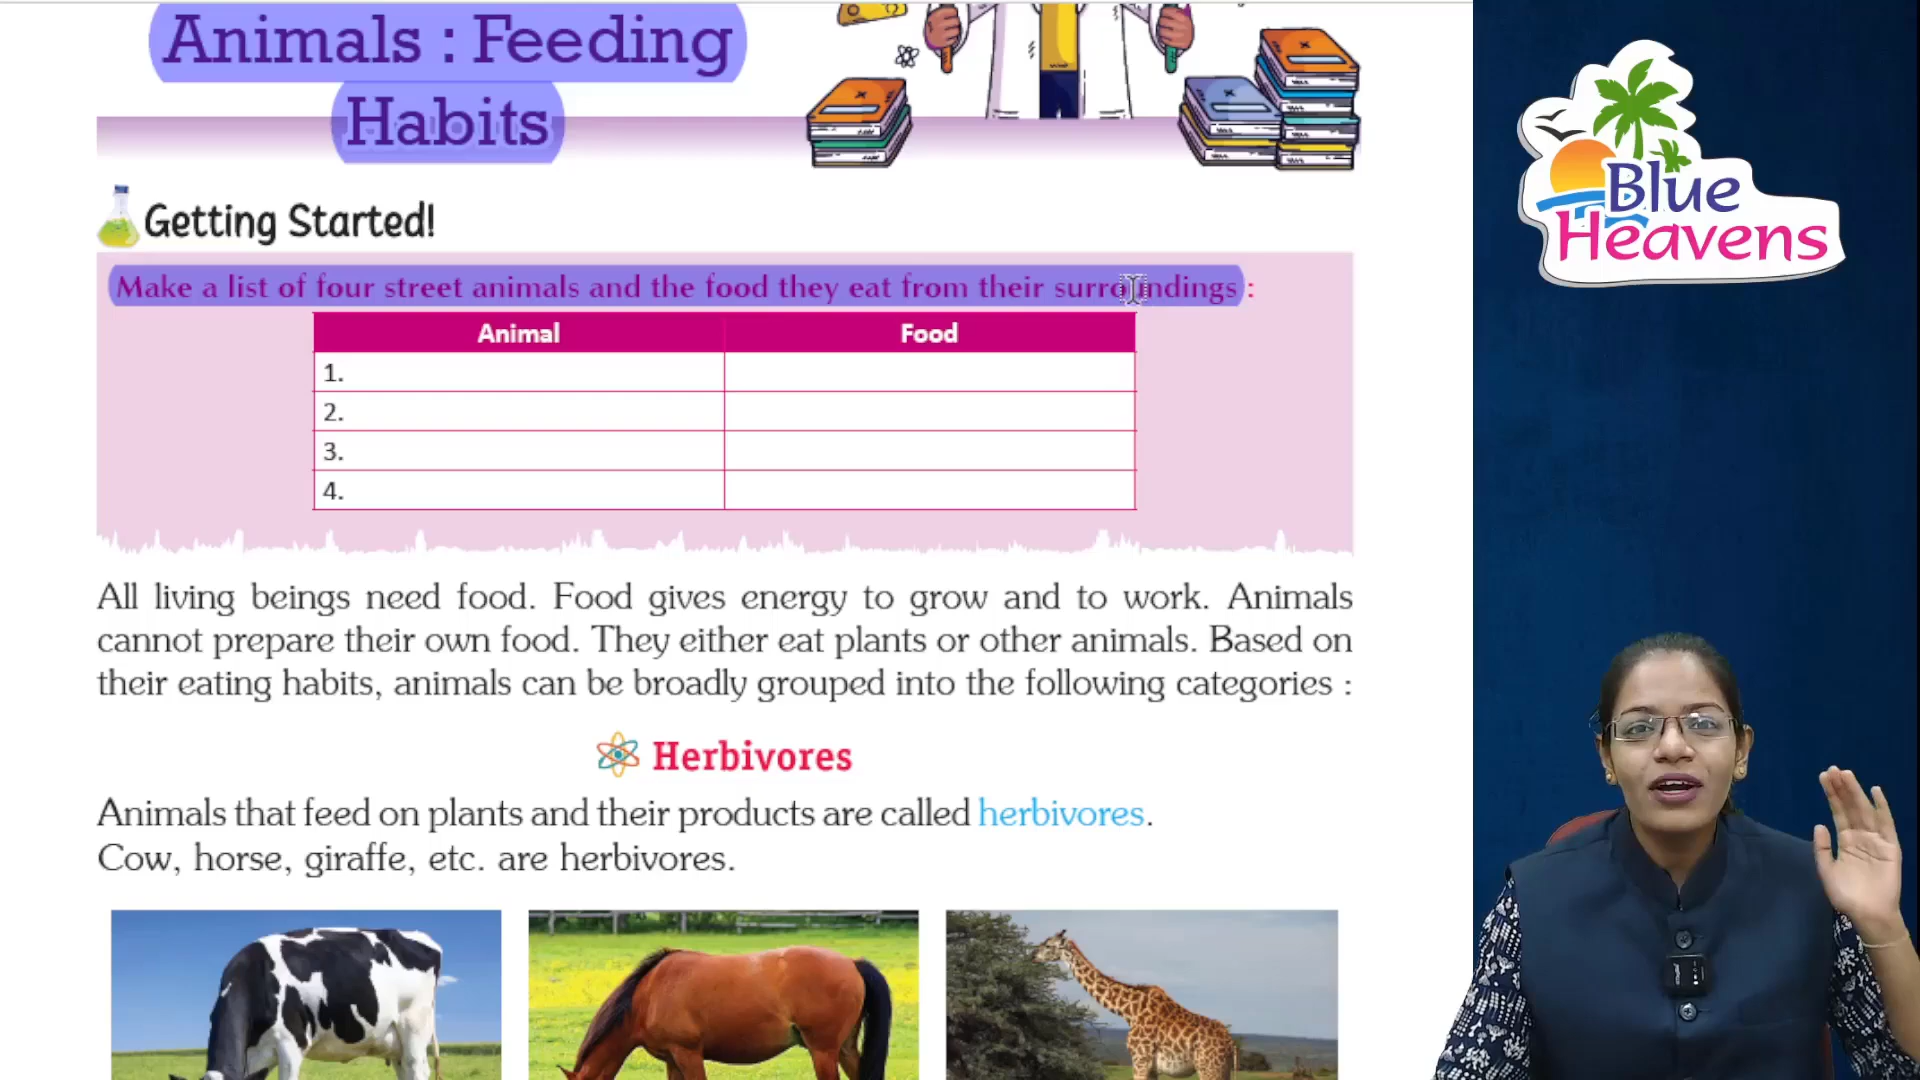 Animals : Feeding
Habits
Getting Started!
Make a list of four street animals and the food they eat from their surroundings :
Animal Food
1.
2.
3.
4.
All living beings need food. Food gives energy to grow and to work. Animals
cannot prepare their own food. They either eat plants or other animals. Based on
their eating habits, animals can be broadly grouped into the following categories :
Herbivores
Animals that feed on plants and their products are called herbivores.
Cow, horse, giraffe, etc. are herbivores.
Blue
Heavens